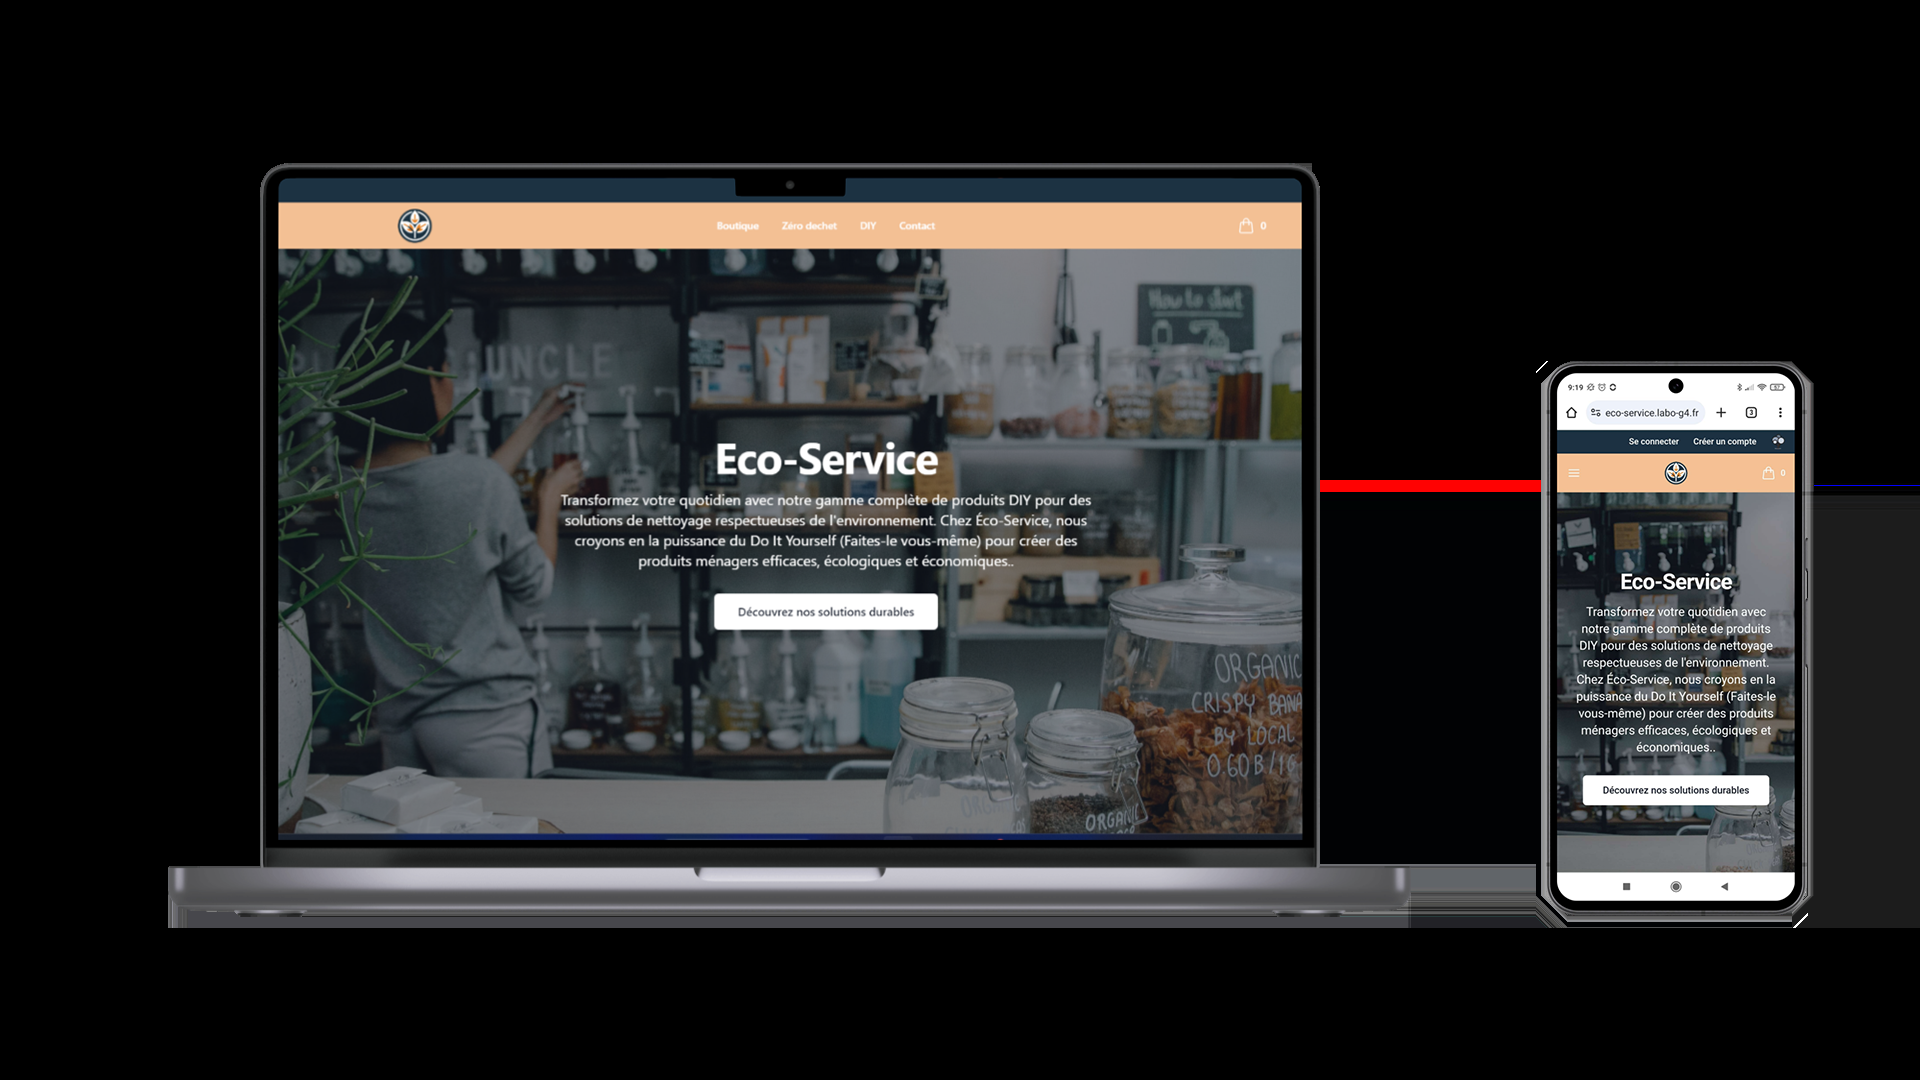 Boutique Zéro dechet DIY Contact 0
How to start
UNCLE
Eco-Service
Transformez votre quotidien avec notre gamme complète de produits DIY pour des
solutions de nettoyage respectueuses de l'environnement. Chez Éco-Service, nous
croyons en la puissance du Do It Yourself (Faites-le vous-même) pour créer des
produits ménagers efficaces, écologiques et économiques..
Découvrez nos solutions durables
ORGANIC
CRISPY BANA
BY LOCAL
0.60B/1G
ORGANIC
9:19
eco-service.labo-g4.fr
3
Se connecter Créer un compte
0
Eco-Service
Transformez votre quotidien avec
notre gamme complète de produits
DIY pour des solutions de nettoyage
respectueuses de l'environnement.
Chez Éco-Service, nous croyons en la
puissance du Do It Yourself (Faites-le
vous-même) pour créer des produits
ménagers efficaces, écologiques et
économiques..
Découvrez nos solutions durables